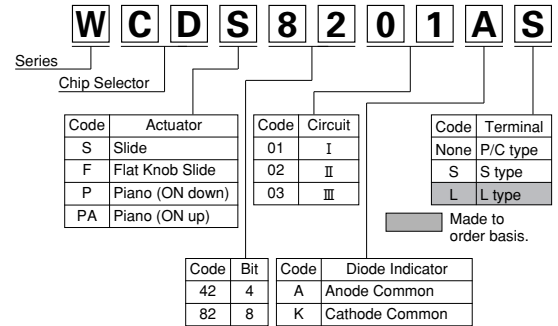 W C D S 8 2 0 1 A S
Series
Chip Selector
Code Actuator
S Slide
F Flat Knob Slide
P Piano (ON down)
PA Piano (ON up)
Code Circuit
01 I
02 II
03 III
Code Terminal
None P/C type
S S type
L L type
Made to
order basis.
Code Bit
42 4
82 8
Code Diode Indicator
A Anode Common
K Cathode Common